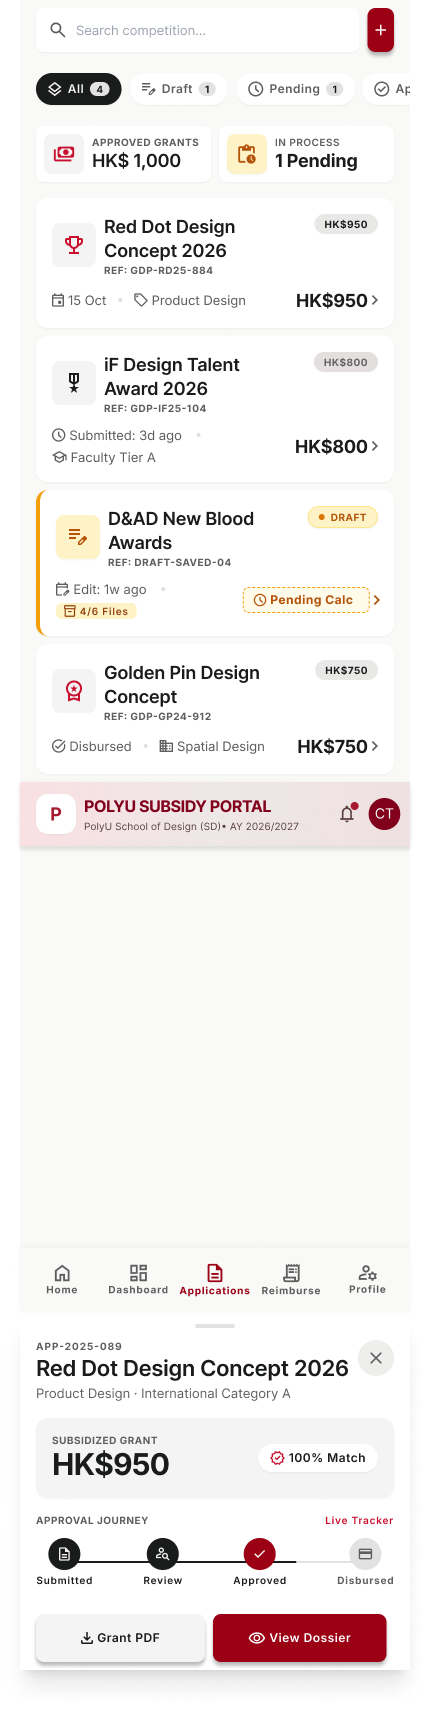 Search competition...
+
All 4
Draft 1
Pending 1
Ap
APPROVED GRANTS
HK$ 1,000
IN PROCESS
1 Pending
Red Dot Design
Concept 2026
HK$950
REF: GDP-RD25-884
15 Oct • Product Design
HK$950
iF Design Talent
Award 2026
HK$800
REF: GDP-IF25-104
Submitted: 3d ago •
Faculty Tier A
HK$800
D&AD New Blood
Awards
DRAFT
REF: DRAFT-SAVED-04
Edit: 1w ago •
4/6 Files
Pending Calc
Golden Pin Design
Concept
HK$750
REF: GDP-GP24-912
Disbursed • Spatial Design
HK$750
P
POLYU SUBSIDY PORTAL
PolyU School of Design (SD)• AY 2026/2027
CT
Home
Dashboard
Applications
Reimburse
Profile
APP-2025-089
Red Dot Design Concept 2026
Product Design · International Category A
SUBSIDIZED GRANT
HK$950
100% Match
APPROVAL JOURNEY
Live Tracker
Submitted
Review
Approved
Disbursed
Grant PDF
View Dossier